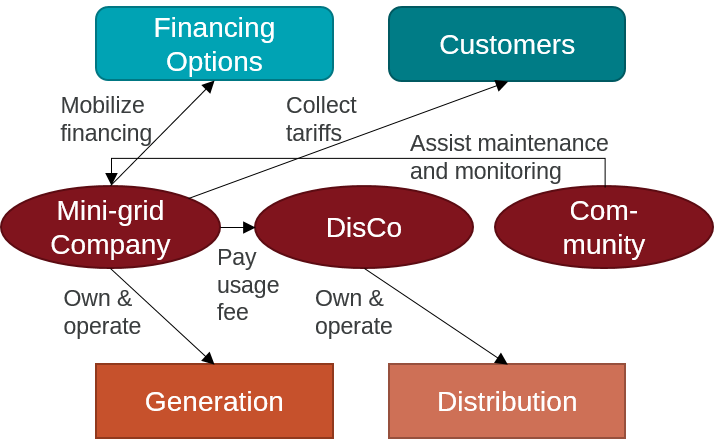 Financing
Options
Customers
Mobilize
financing
Collect
tariffs
Assist maintenance
and monitoring
Mini-grid
Company
DisCo
Com-
munity
Pay
usage
fee
Own &
operate
Own &
operate
Generation
Distribution